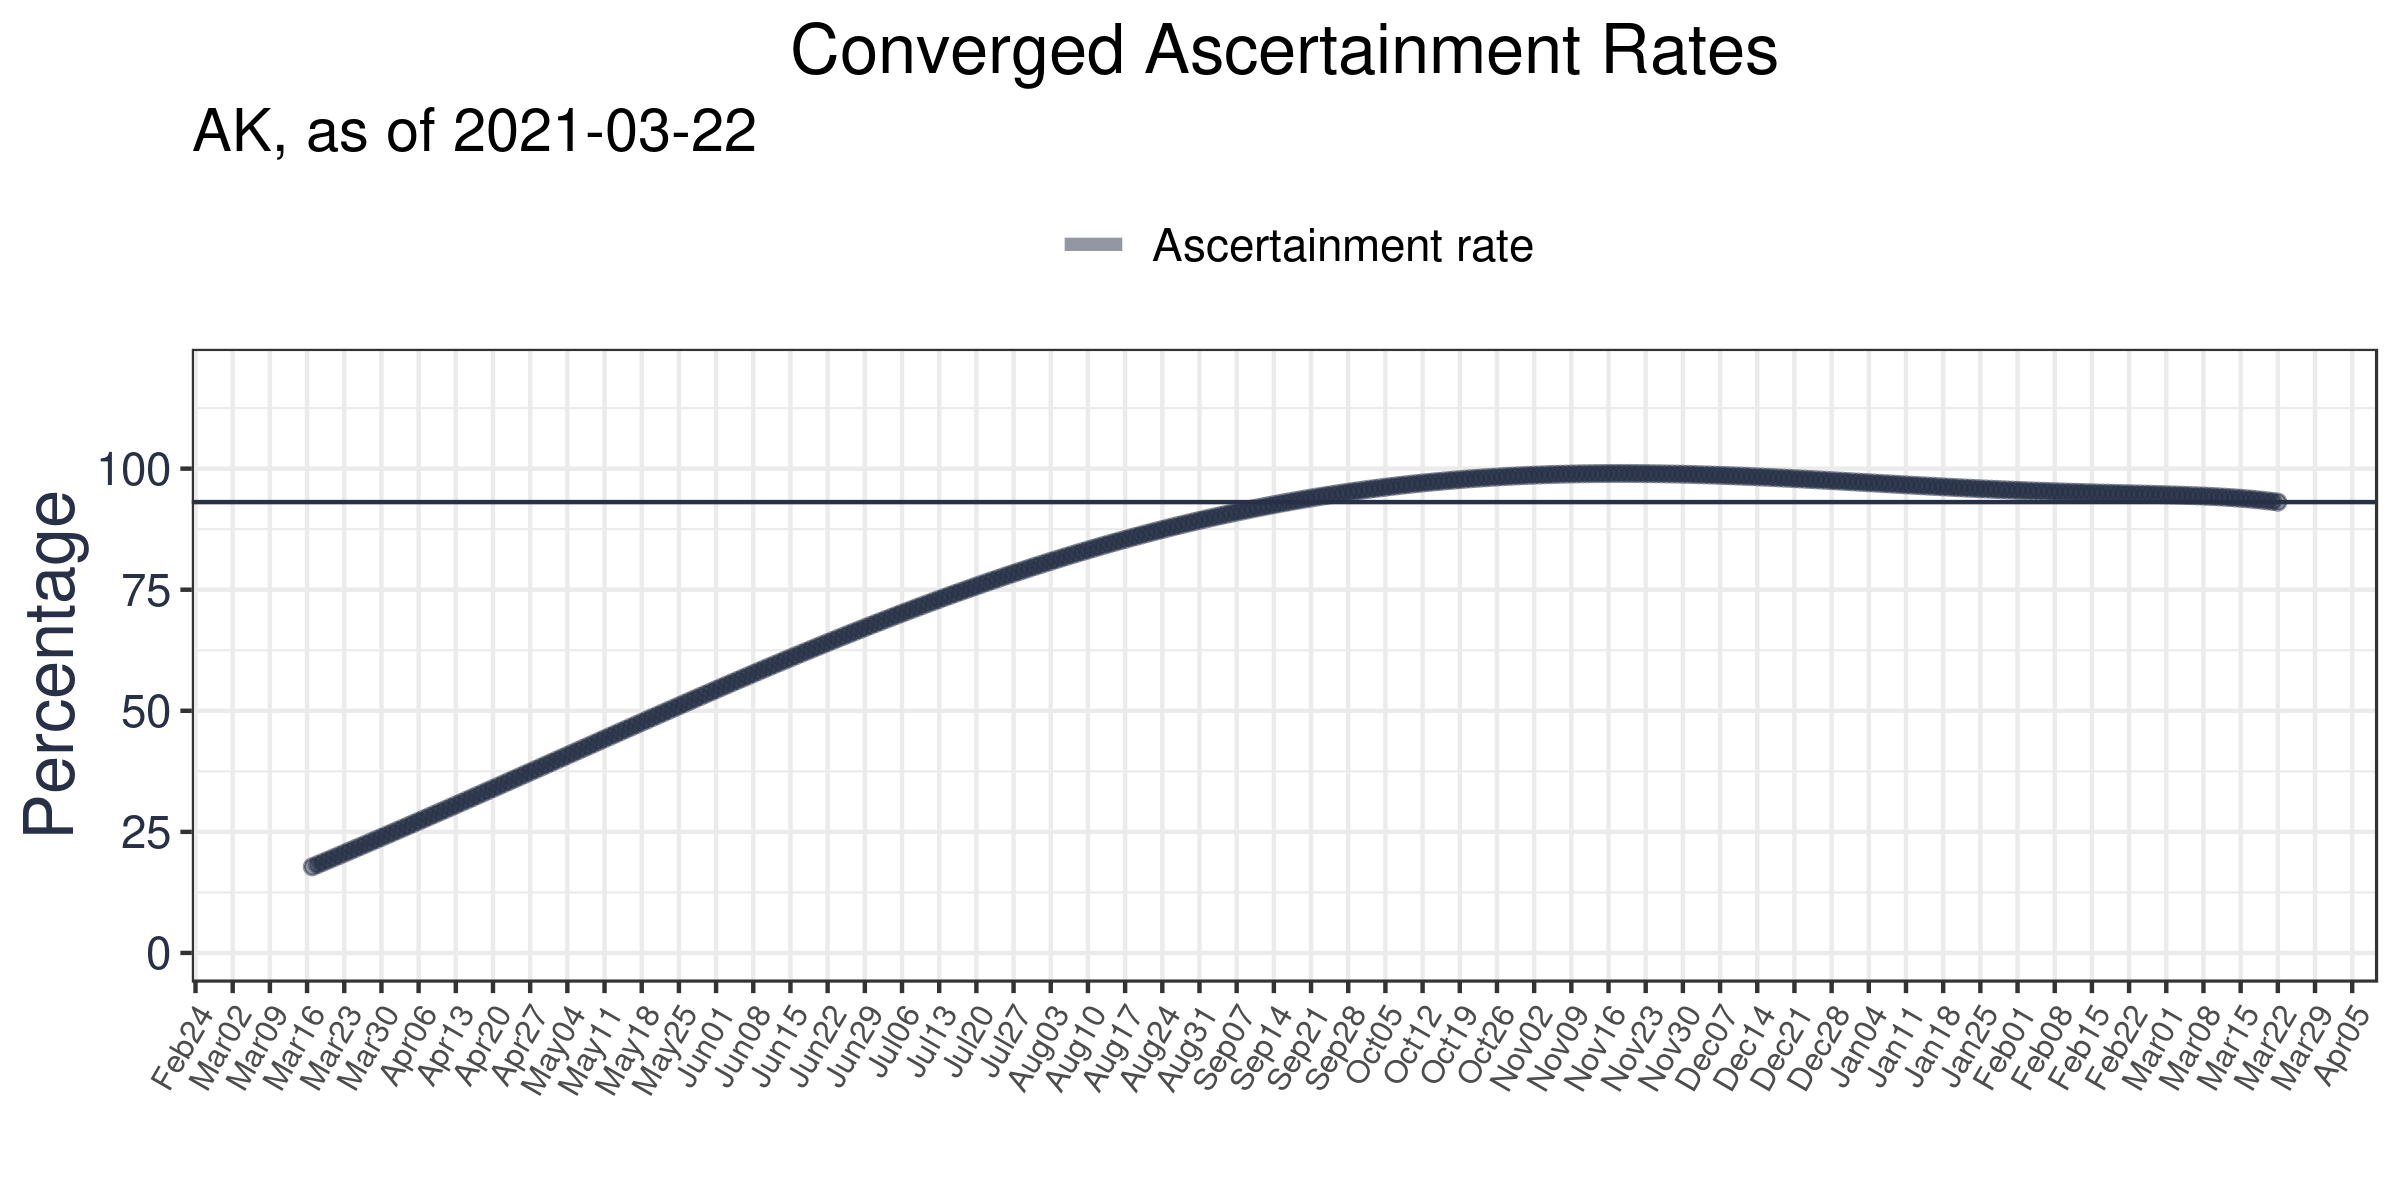 Converged Ascertainment Rates
AK, as of 2021-03-22
Ascertainment rate
Percentage
100
75
50
25
0
Feb24 Mar02 Mar09 Mar16 Mar23 Mar30 Apr06 Apr13 Apr20 Apr27 May04 May11 May18 May25 Jun01 Jun08 Jun15 Jun22 Jun29 Jul06 Jul13 Jul20 Jul27 Aug03 Aug10 Aug17 Aug24 Aug31 Sep07 Sep14 Sep21 Sep28 Oct05 Oct12 Oct19 Oct26 Nov02 Nov09 Nov16 Nov23 Nov30 Dec07 Dec14 Dec21 Dec28 Jan04 Jan11 Jan18 Jan25 Feb01 Feb08 Feb15 Feb22 Mar01 Mar08 Mar15 Mar22 Mar29 Apr05